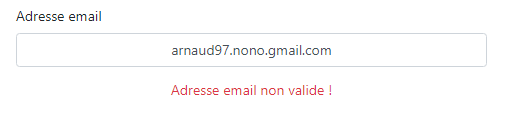 Adresse email
arnaud97.nono.gmail.com
Adresse email non valide !